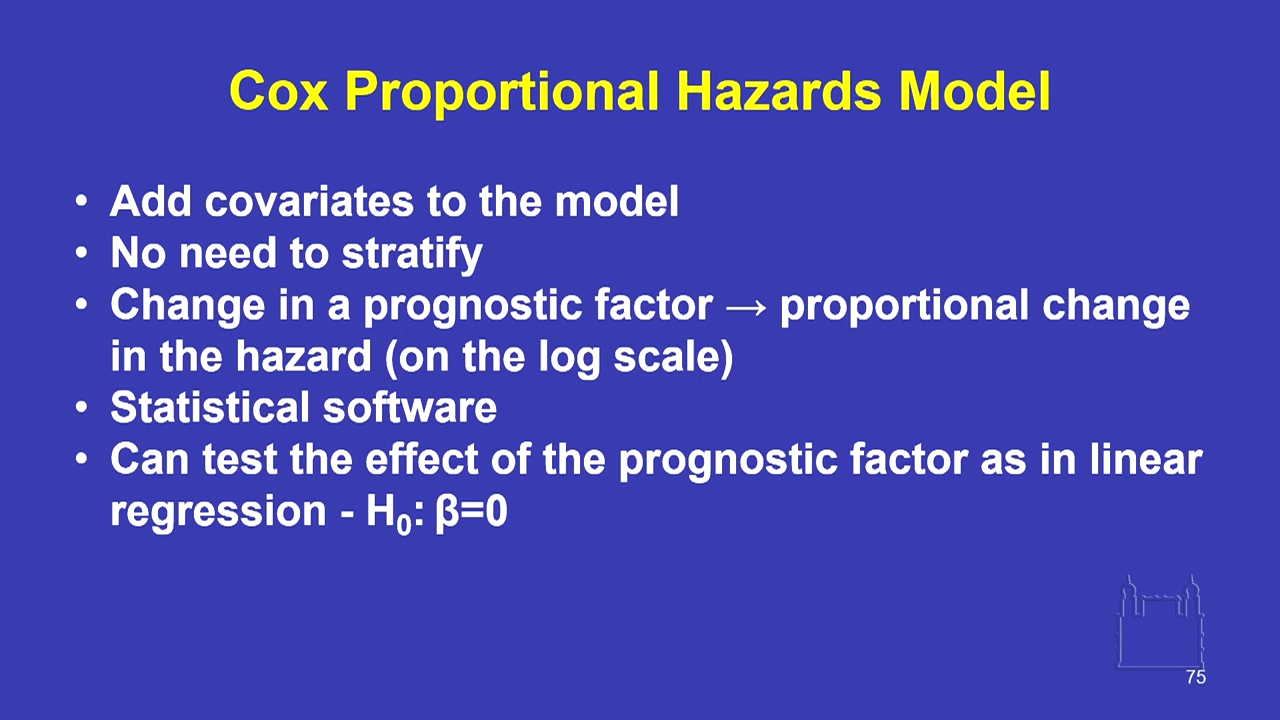 Cox Proportional Hazards Model
• Add covariates to the model
• No need to stratify
• Change in a prognostic factor → proportional change
in the hazard (on the log scale)
• Statistical software
• Can test the effect of the prognostic factor as in linear
regression - H₀: β=0
75